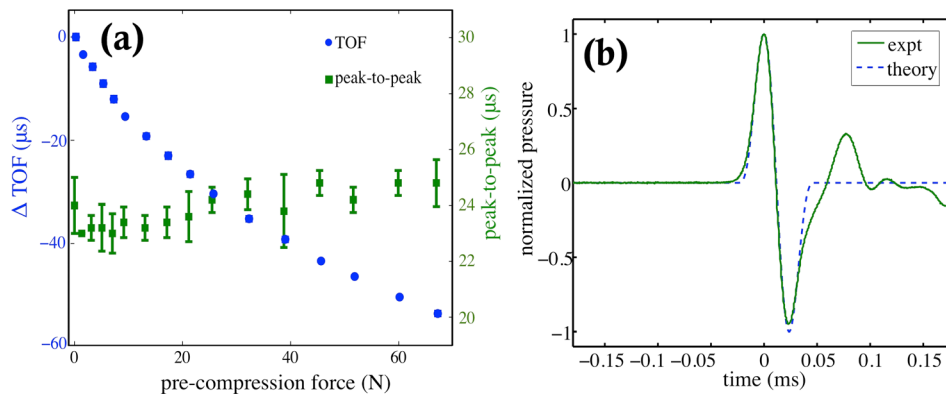 (a)
TOF
peak-to-peak
0
−20
−40
−60
Δ TOF (μs)
30
28
26
24
22
20
peak-to-peak (μs)
0 20 40 60
pre-compression force (N)
(b)
expt
theory
1
0.5
0
−0.5
−1
normalized pressure
−0.15 −0.1 −0.05 0 0.05 0.1 0.15
time (ms)